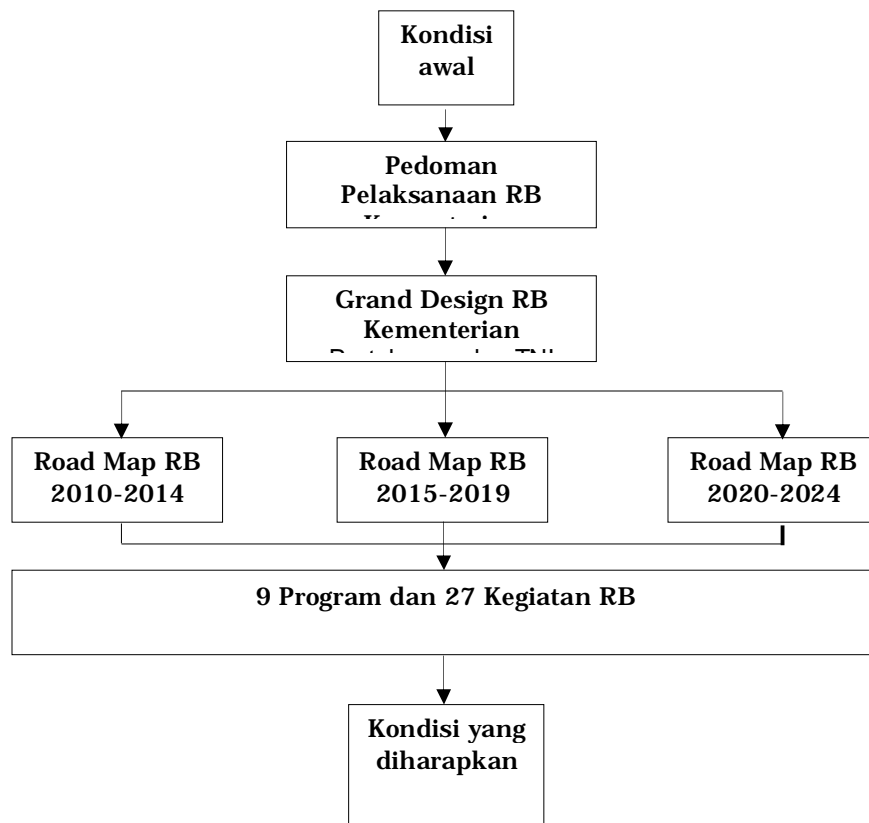 Kondisi
awal
Pedoman
Pelaksanaan RB
Grand Design RB
Kementerian
Road Map RB
2010-2014
Road Map RB
2015-2019
Road Map RB
2020-2024
9 Program dan 27 Kegiatan RB
Kondisi yang
diharapkan